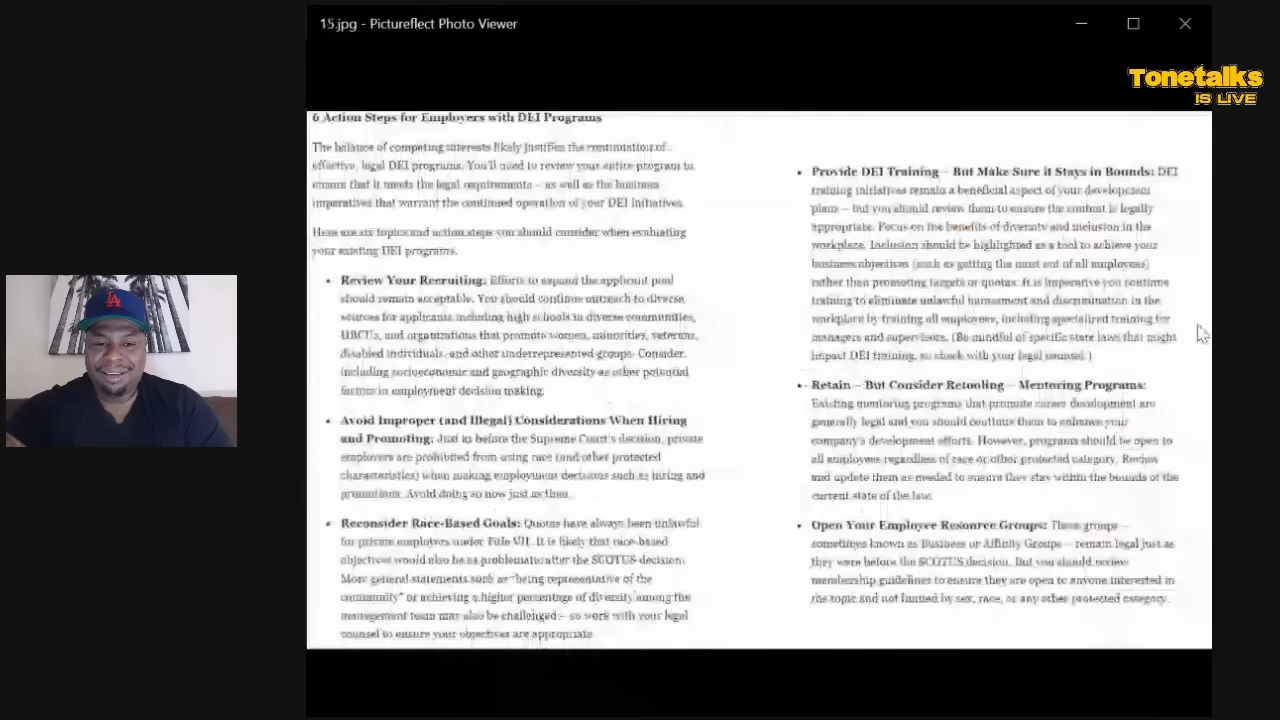 15.jpg - Pictureflect Photo Viewer
Tonetalks
IS LIVE
LA
6 Action Steps for Employers with DEI Programs
The balance of competing interests likely justifies the continuation of
effective, legal DEI programs. You'll need to review your entire program to
ensure that it meets the legal requirements – as well as the business
imperatives that warrant the continued operation of your DEI initiatives.
Here are six topics and action steps you should consider when evaluating
your existing DEI programs.
• Review Your Recruiting: Efforts to expand the applicant pool
should remain acceptable. You should continue outreach to diverse
sources for applicants including high schools in diverse communities,
HBCUs, and organizations that promote women, minorities, veterans,
disabled individuals, and other underrepresented groups. Consider
including socioeconomic and geographic diversity as other potential
factors in employment decision making.
• Avoid Improper (and Illegal) Considerations When Hiring
and Promoting: Just as before the Supreme Court's decision, private
employers are prohibited from using race (and other protected
characteristics) when making employment decisions such as hiring and
promotions. Avoid doing so now just as then.
• Reconsider Race-Based Goals: Quotas have always been unlawful
for private employers under Title VII. It is likely that race-based
objectives would also be as problematic after the SCOTUS decision.
More general statements such as "being representative of the
community" or achieving a higher percentage of diversity among the
management team may also be challenged – so work with your legal
counsel to ensure your objectives are appropriate
• Provide DEI Training – But Make Sure it Stays in Bounds: DEI
training initiatives remain a beneficial aspect of your development
plans – but you should review them to ensure the content is legally
appropriate. Focus on the benefits of diversity and inclusion in the
workplace. Inclusion should be highlighted as a tool to achieve your
business objectives (such as getting the most out of all employees)
rather than promoting targets or quotas. It is imperative you continue
training to eliminate unlawful harassment and discrimination in the
workplace by training all employees, including specialized training for
managers and supervisors. (Be mindful of specific state laws that might
impact DEI training, so check with your legal counsel.)
• Retain – But Consider Retooling – Mentoring Programs:
Existing mentoring programs that promote career development are
generally legal and you should continue them to enhance your
company's development efforts. However, programs should be open to
all employees regardless of race or other protected category. Review
and update them as needed to ensure they stay within the bounds of the
current state of the law.
• Open Your Employee Resource Groups: These groups –
sometimes known as Business or Affinity Groups – remain legal just as
they were before the SCOTUS decision. But you should review
membership guidelines to ensure they are open to anyone interested in
the topic and not limited by sex, race, or any other protected category.